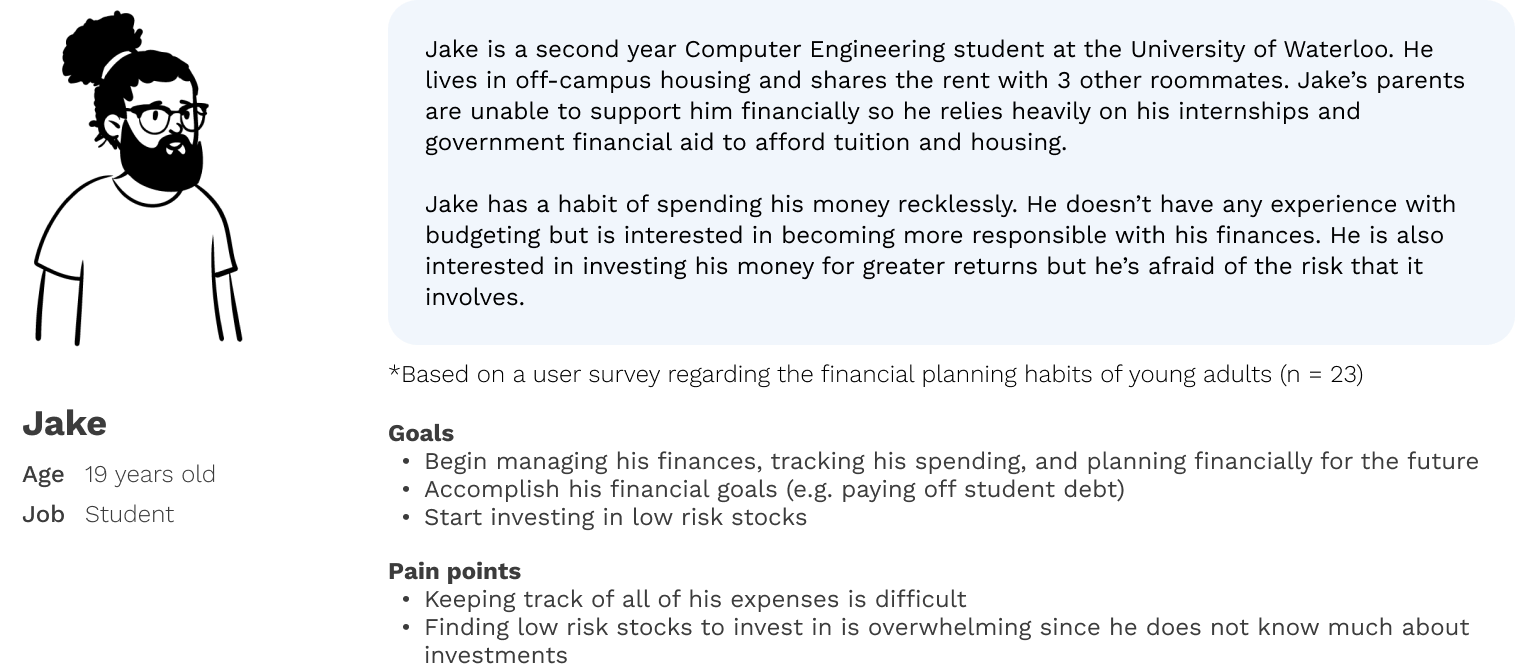 Jake is a second year Computer Engineering student at the University of Waterloo. He
lives in off-campus housing and shares the rent with 3 other roommates. Jake’s parents
are unable to support him financially so he relies heavily on his internships and
government financial aid to afford tuition and housing.
Jake has a habit of spending his money recklessly. He doesn’t have any experience with
budgeting but is interested in becoming more responsible with his finances. He is also
interested in investing his money for greater returns but he’s afraid of the risk that it
involves.
*Based on a user survey regarding the financial planning habits of young adults (n = 23)
Jake
Age 19 years old
Job Student
Goals
• Begin managing his finances, tracking his spending, and planning financially for the future
• Accomplish his financial goals (e.g. paying off student debt)
• Start investing in low risk stocks
Pain points
• Keeping track of all of his expenses is difficult
• Finding low risk stocks to invest in is overwhelming since he does not know much about
investments